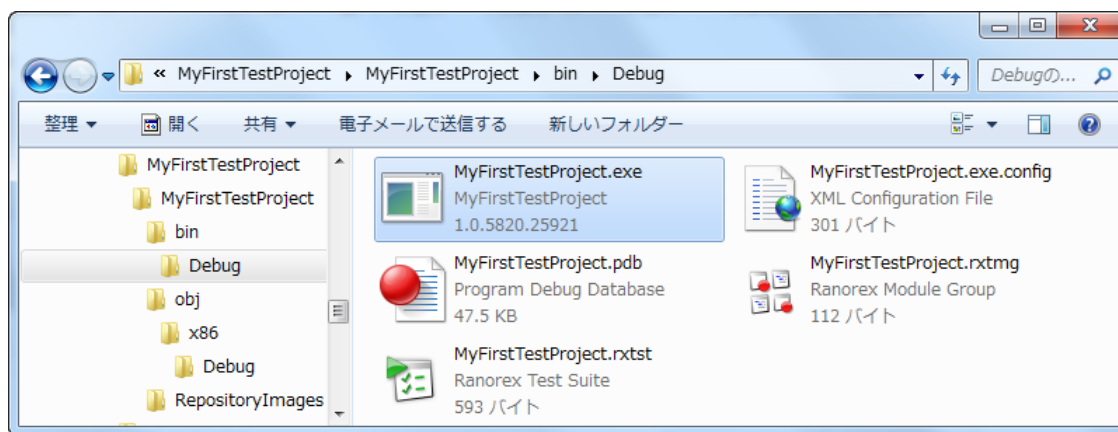 « MyFirstTestProject ▸ MyFirstTestProject ▸ bin ▸ Debug
Debugの...
整理 開く 共有 電子メールで送信する 新しいフォルダー
MyFirstTestProject
MyFirstTestProject
bin
Debug
obj
x86
Debug
RepositoryImages
MyFirstTestProject.exe
MyFirstTestProject
1.0.5820.25921
MyFirstTestProject.exe.config
XML Configuration File
301 バイト
MyFirstTestProject.pdb
Program Debug Database
47.5 KB
MyFirstTestProject.rxtmg
Ranorex Module Group
112 バイト
MyFirstTestProject.rxtst
Ranorex Test Suite
593 バイト